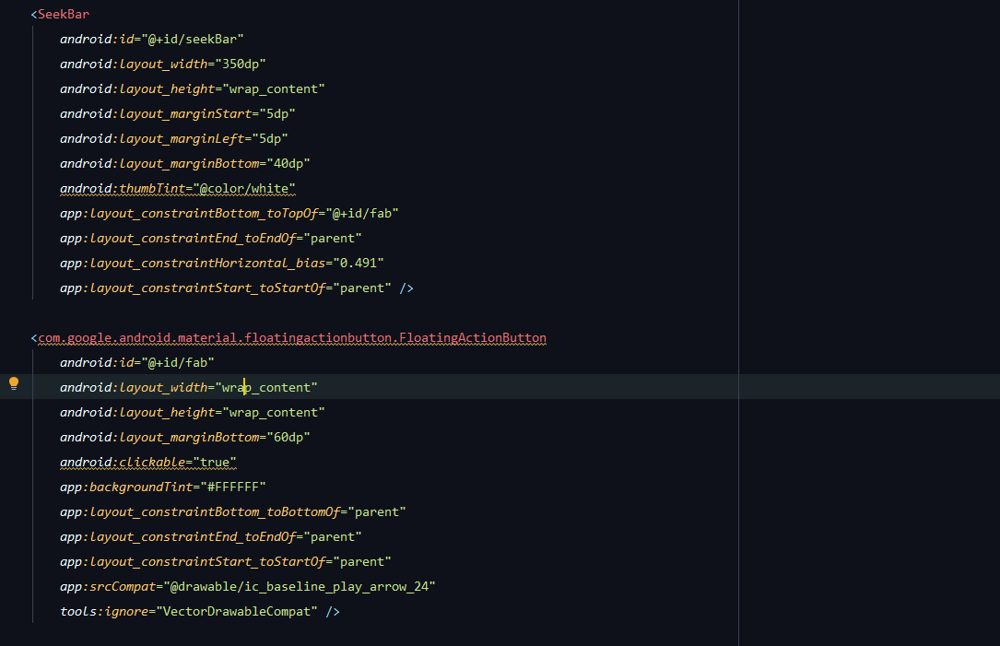 <SeekBar
android:id="@+id/seekBar"
android:layout_width="350dp"
android:layout_height="wrap_content"
android:layout_marginStart="5dp"
android:layout_marginLeft="5dp"
android:layout_marginBottom="40dp"
android:thumbTint="@color/white"
app:layout_constraintBottom_toTopOf="@+id/fab"
app:layout_constraintEnd_toEndOf="parent"
app:layout_constraintHorizontal_bias="0.491"
app:layout_constraintStart_toStartOf="parent" />
<com.google.android.material.floatingactionbutton.FloatingActionButton
android:id="@+id/fab"
android:layout_width="wrap_content"
android:layout_height="wrap_content"
android:layout_marginBottom="60dp"
android:clickable="true"
app:backgroundTint="#FFFFFF"
app:layout_constraintBottom_toBottomOf="parent"
app:layout_constraintEnd_toEndOf="parent"
app:layout_constraintStart_toStartOf="parent"
app:srcCompat="@drawable/ic_baseline_play_arrow_24"
tools:ignore="VectorDrawableCompat" />